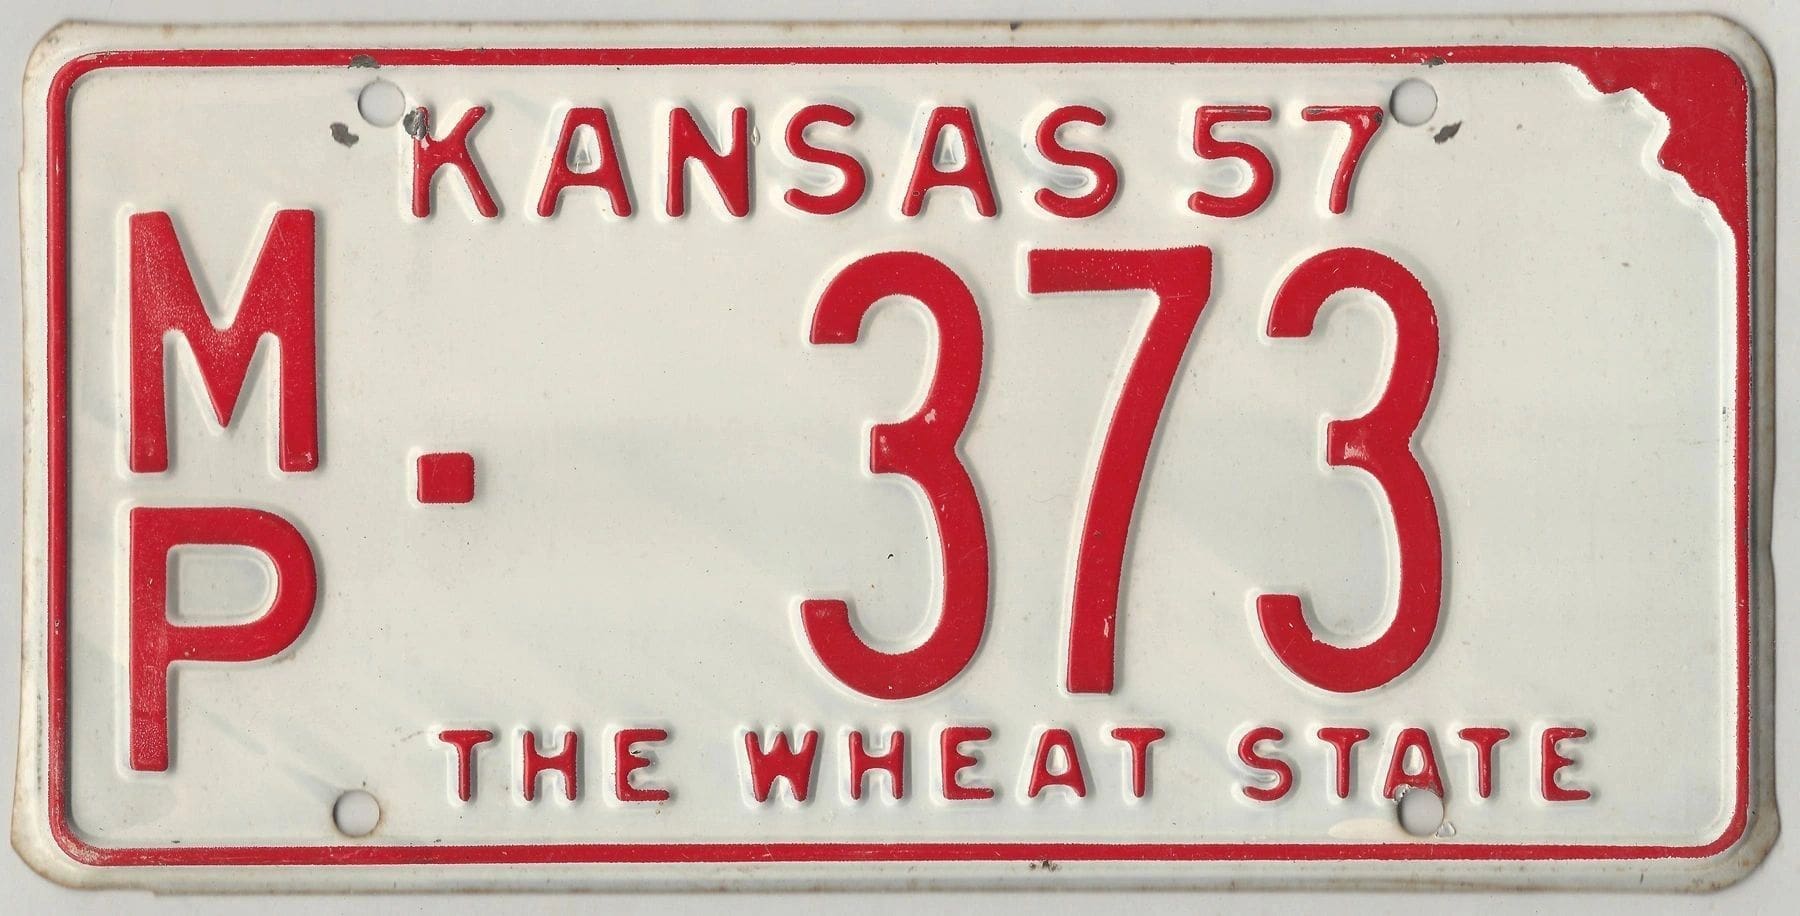 KANSAS 57
MP · 373
THE WHEAT STATE